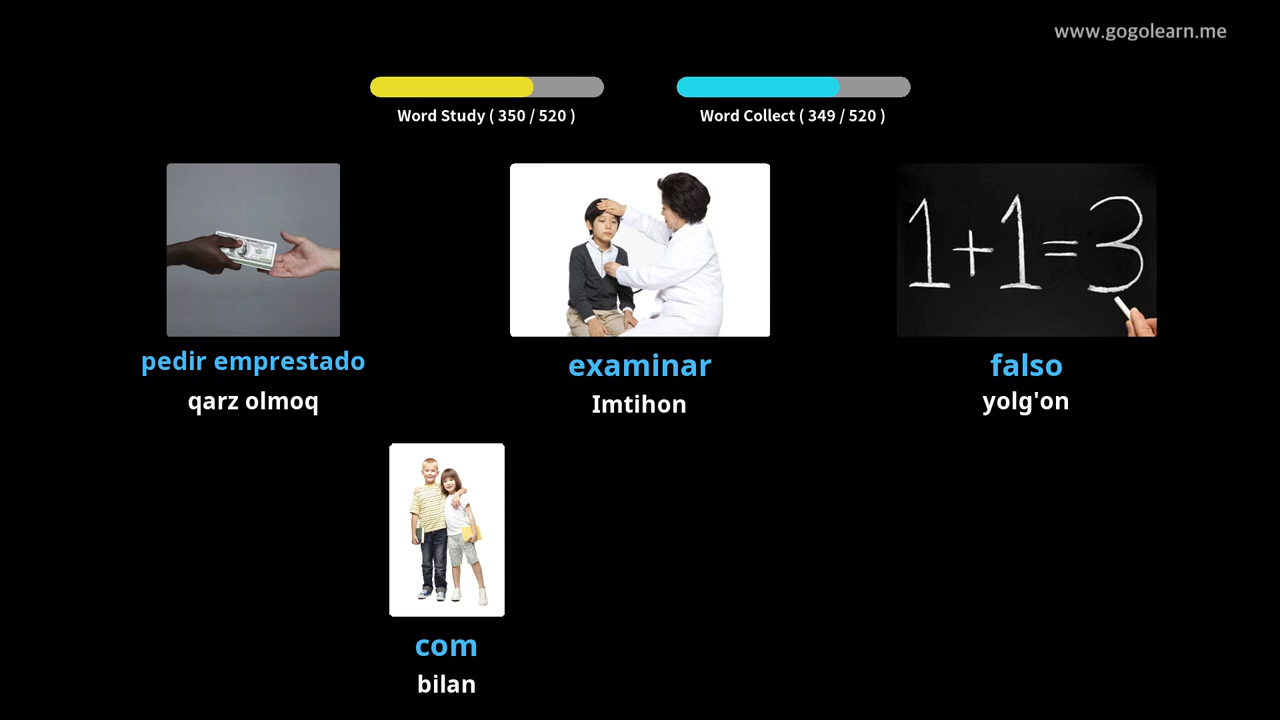 www.gogolearn.me
Word Study ( 350 / 520 )
Word Collect ( 349 / 520 )
1+1=3
pedir emprestado
qarz olmoq
examinar
Imtihon
falso
yolg'on
com
bilan